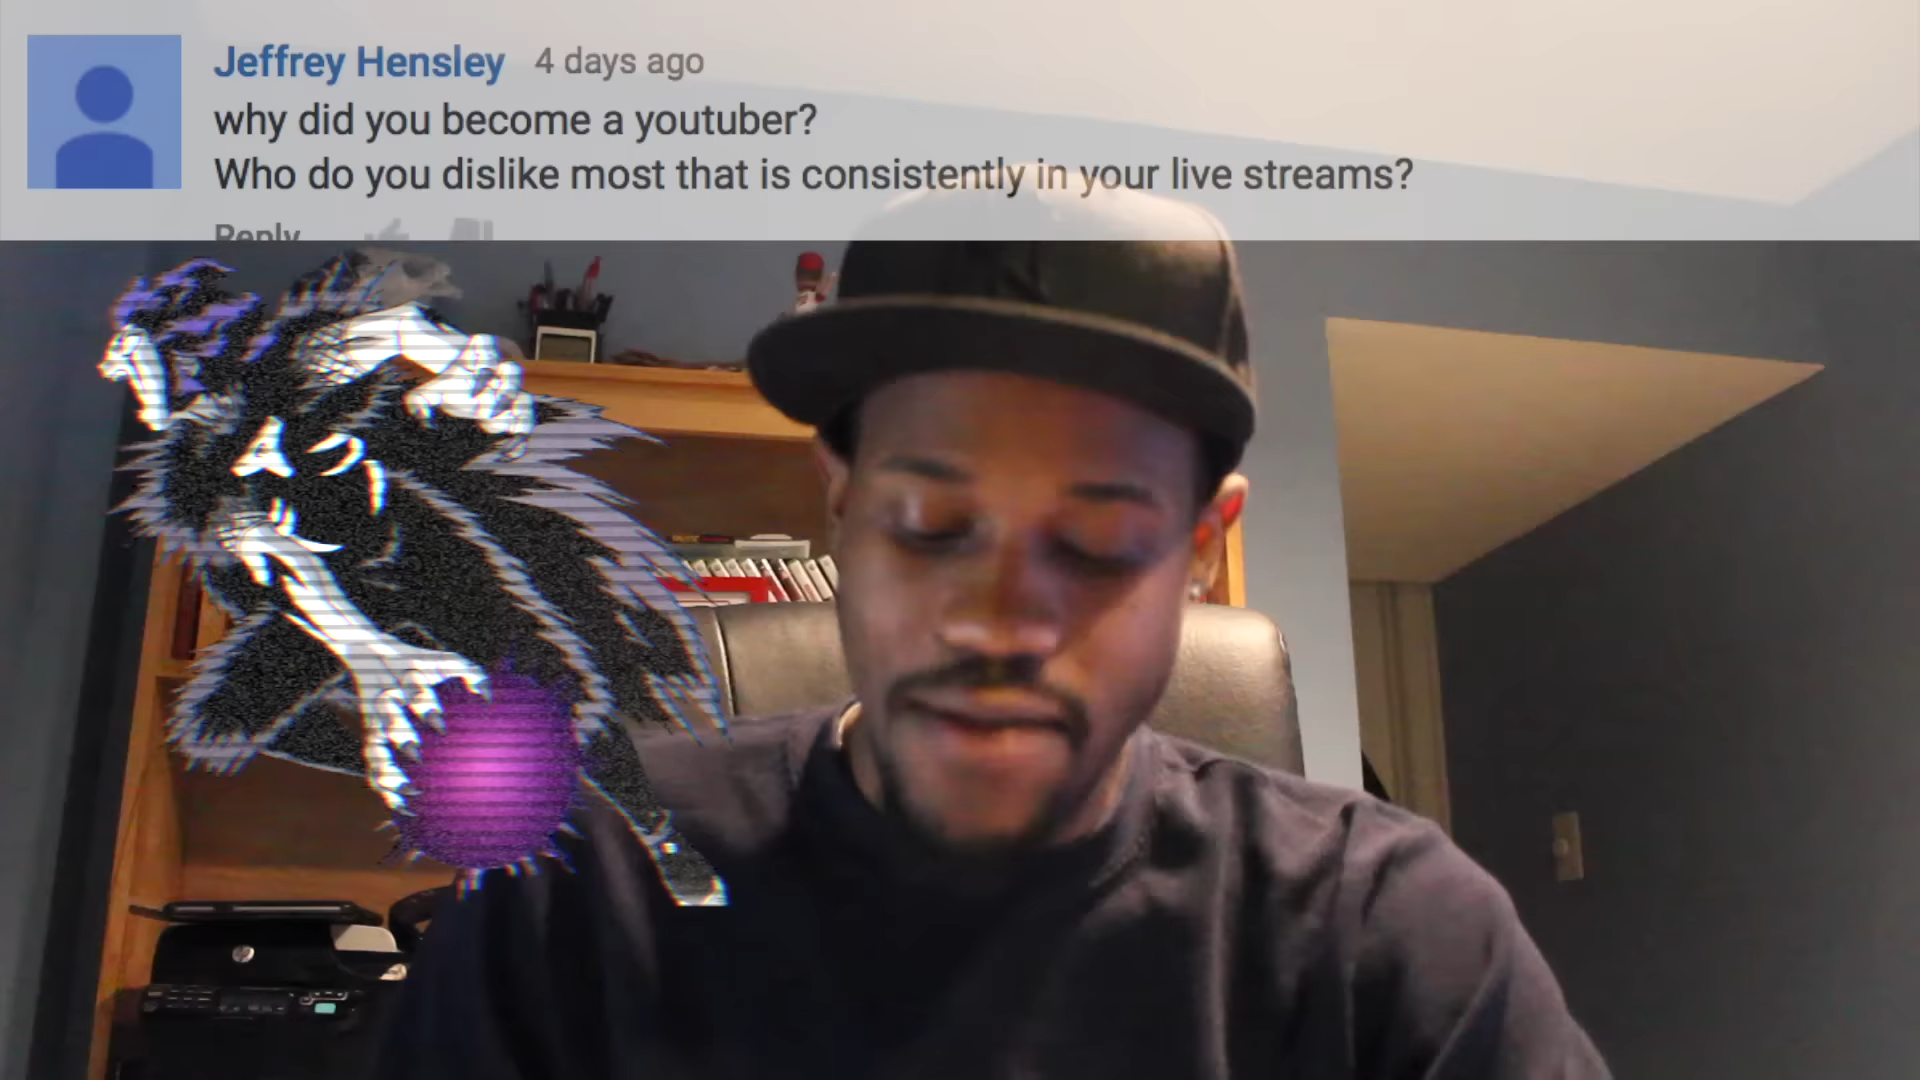 Jeffrey Hensley 4 days ago
why did you become a youtuber?
Who do you dislike most that is consistently in your live streams?
Reply
hp